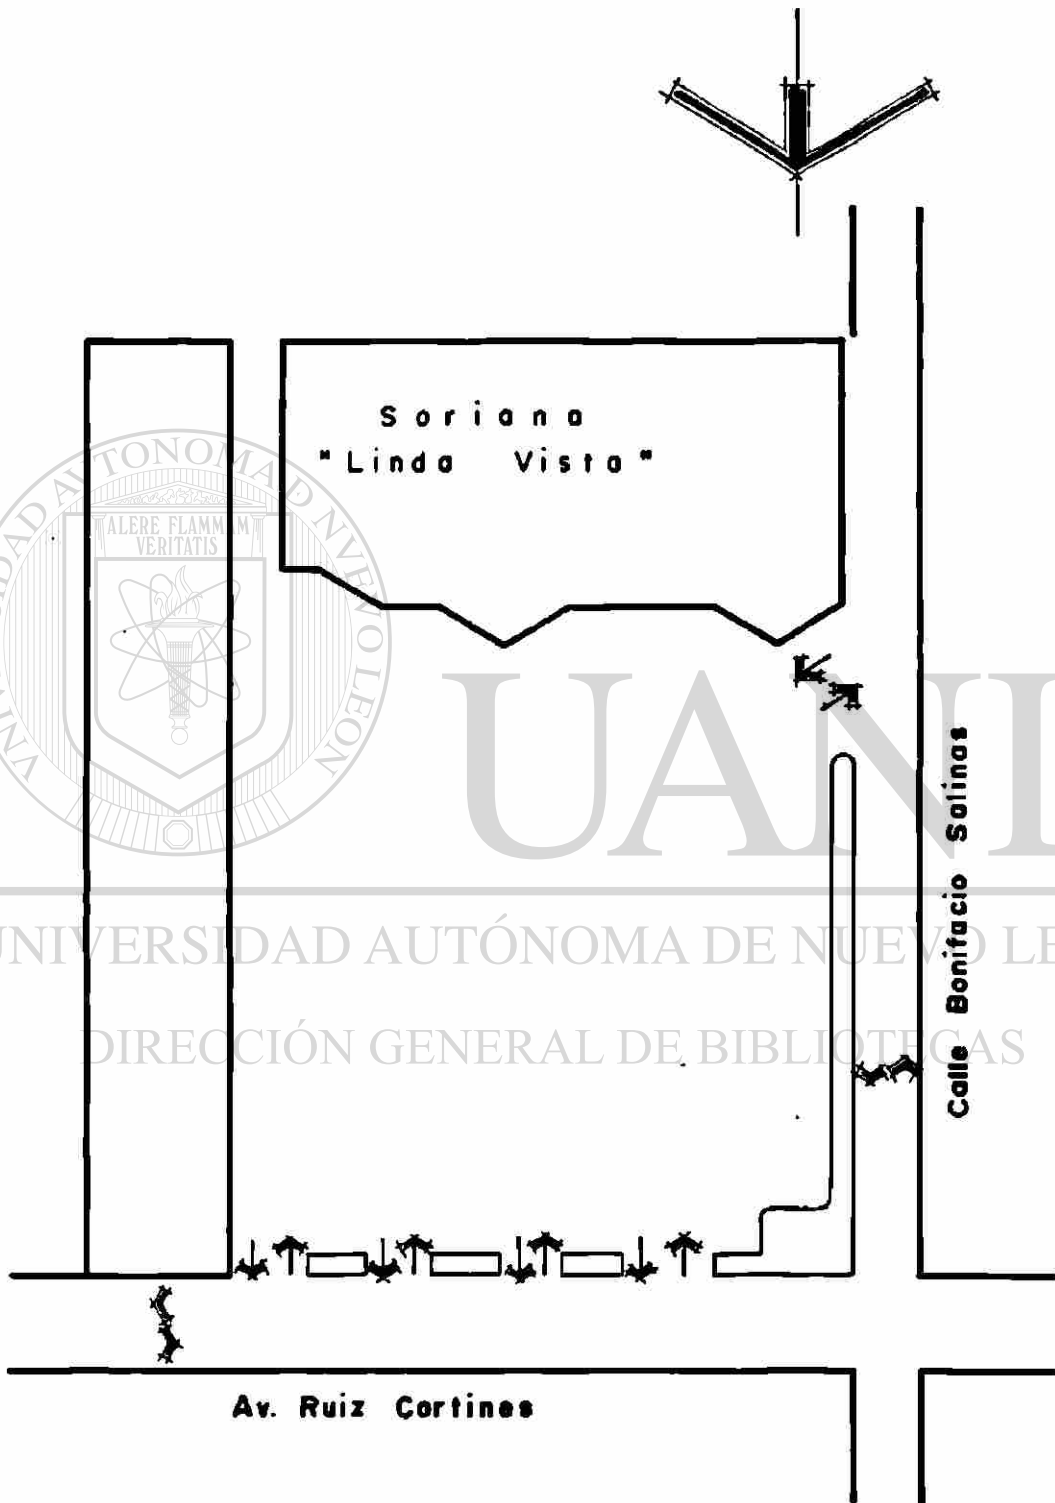 Soriana
"Linda Vista"
ALERE FLAMMAM
VERITATIS
UANL
Calle Bonifacio Salinas
UNIVERSIDAD AUTÓNOMA DE NUEVO LE
DIRECCIÓN GENERAL DE BIBLIOTECAS
Av. Ruiz Cortines